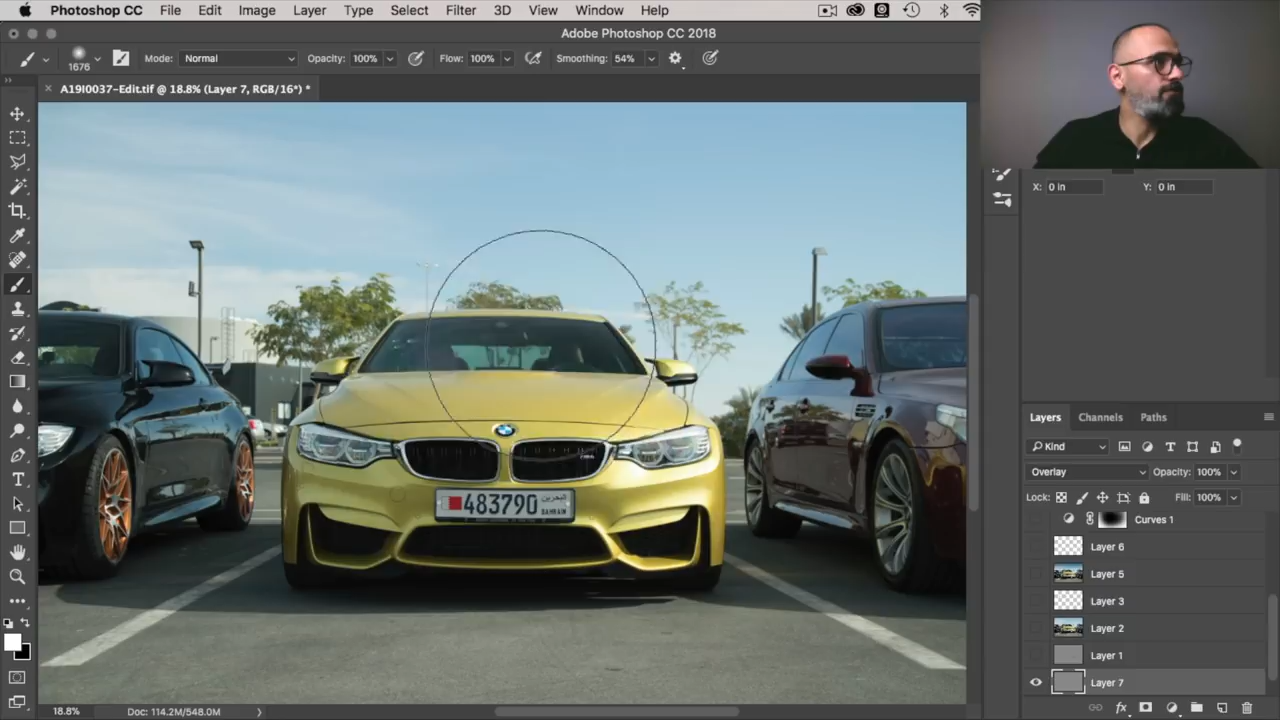 Photoshop CC File Edit Image Layer Type Select Filter 3D View Window Help
Adobe Photoshop CC 2018
1676 Mode: Normal Opacity: 100% Flow: 100% Smoothing: 54%
A19I0037-Edit.tif @ 18.8% (Layer 7, RGB/16*) *
X: 0 in Y: 0 in
Layers Channels Paths
Kind
Overlay Opacity: 100%
Lock: Fill: 100%
Curves 1
Layer 6
Layer 5
Layer 3
Layer 2
Layer 1
Layer 7
483790 البحرين
BAHRAIN
18.8% Doc: 114.2M/548.0M